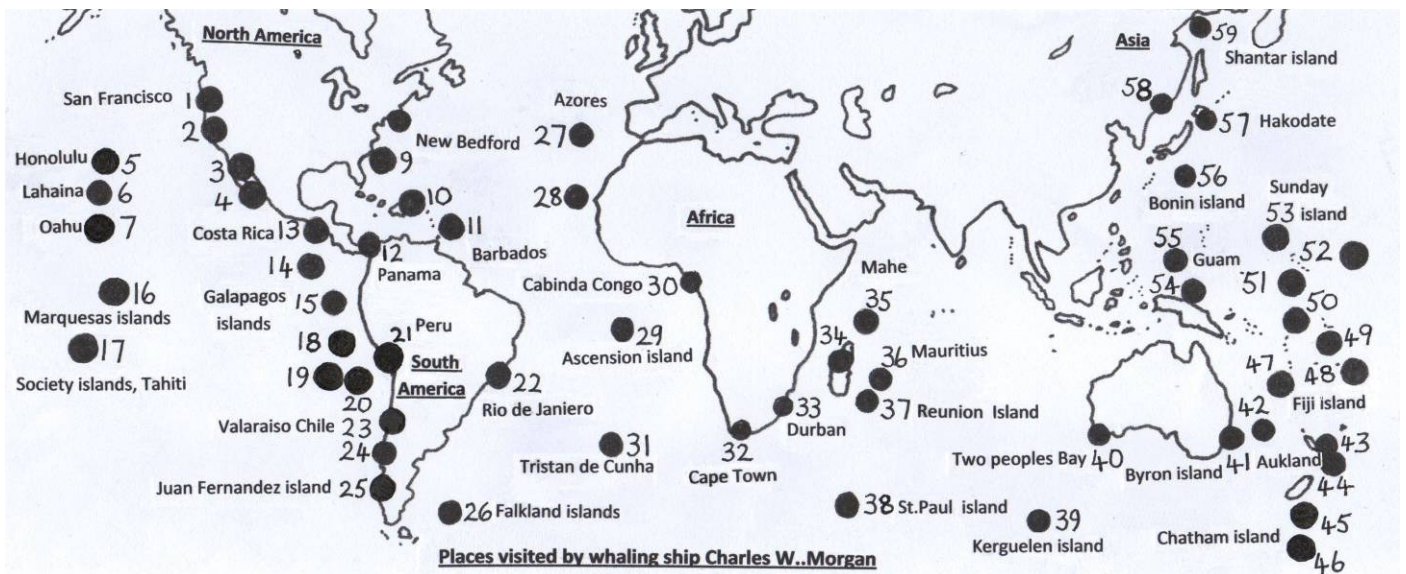 North America
Asia
59
Shantar island
San Francisco
1
Azores
58
2
New Bedford
27
57
Hakodate
Honolulu
5
3
9
56
Lahaina
6
4
10
28
Bonin island
Sunday
53 island
Oahu
7
Costa Rica
13
11
Africa
55
52
12
Barbados
Guam
14
Panama
Mahe
51
Cabinda Congo
30
54
16
Galapagos
islands
15
35
50
Marquesas islands
21
Peru
29
34
49
17
18
South
America
Ascension island
36
Mauritius
47
48
Society islands, Tahiti
19
20
22
37
Reunion Island
Fiji island
Rio de Janiero
33
Durban
42
Valaraiso Chile
23
31
32
Two peoples Bay
40
43
24
Tristan de Cunha
Cape Town
Byron island
41
Aukland
Juan Fernandez island
25
44
26
Falkland islands
38
St.Paul island
39
45
Kerguelen island
Chatham island
Places visited by whaling ship Charles W..Morgan
46